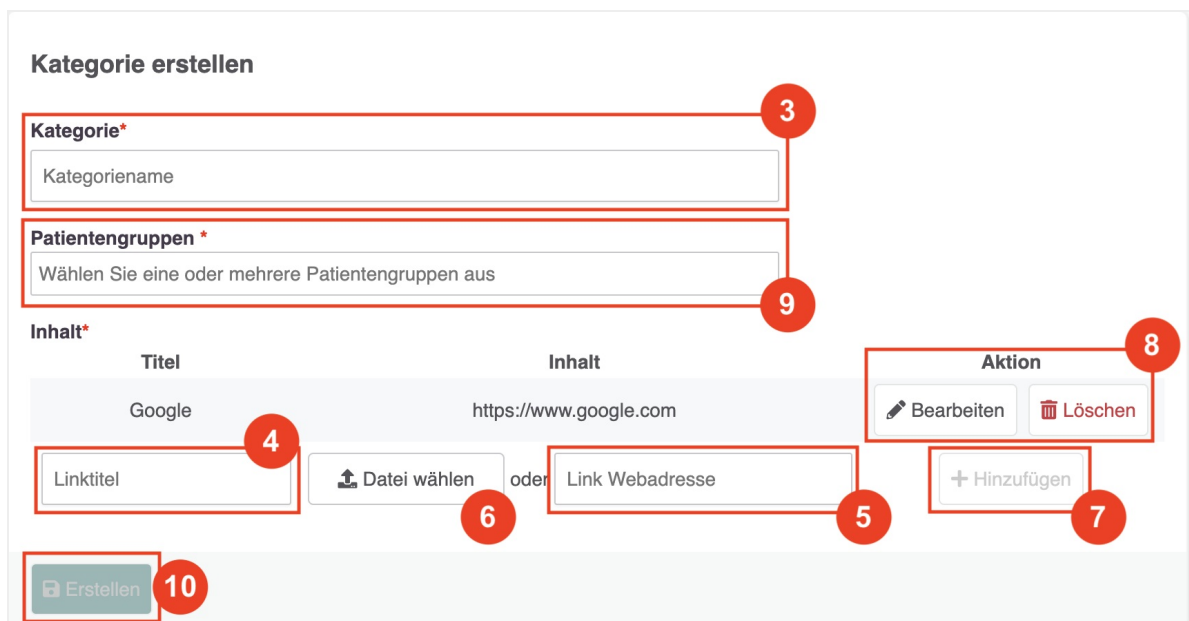 Kategorie erstellen
3
Kategorie*
Kategoriename
Patientengruppen *
Wählen Sie eine oder mehrere Patientengruppen aus
9
Inhalt*
8
Titel Inhalt Aktion
Google https://www.google.com Bearbeiten Löschen
4
Linktitel Datei wählen oder Link Webadresse + Hinzufügen
6 5 7
Erstellen 10